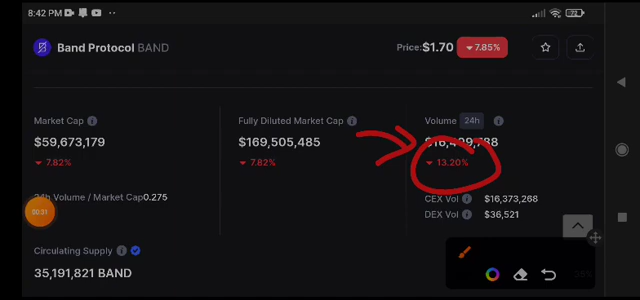 8:42 PM
72
Band Protocol BAND
Price:$1.70 7.85%
Market Cap
$59,673,179
7.82%
Fully Diluted Market Cap
$169,505,485
7.82%
Volume 24h
13.20%
24h Volume / Market Cap0.275
CEX Vol $16,373,268
DEX Vol $36,521
Circulating Supply
35,191,821 BAND